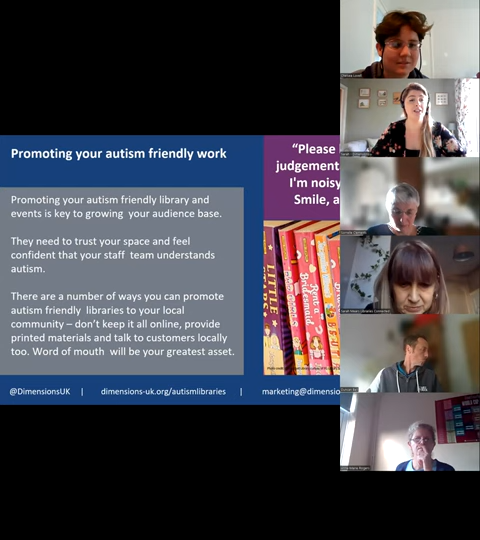 Promoting your autism friendly work
Promoting your autism friendly library and
events is key to growing your audience base.
They need to trust your space and feel
confident that your staff team understands
autism.
There are a number of ways you can promote
autism friendly libraries to your local
community – don't keep it all online, provide
printed materials and talk to customers locally
too. Word of mouth will be your greatest asset.
“Please
judgement
I'm noisy
Smile, a
LITTLE
Rent a
Bridesmaid
@DimensionsUK | dimensions-uk.org/autismlibraries | marketing@dimensio